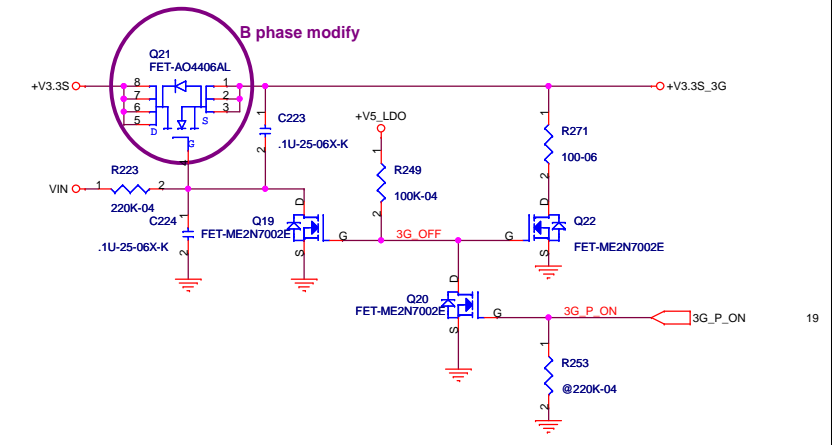 B phase modify
Q21
FET-AO4406AL
+V3.3S
8
7
6
5
D
1
2
3
S
G
4
+V3.3S_3G
1
C223
.1U-25-06X-K
2
+V5_LDO
1
R249
100K-04
2
1
R271
100-06
2
VIN
1
R223
2
220K-04
1
C224
.1U-25-06X-K
2
D
Q19
FET-ME2N7002E
G
S
3G_OFF
D
Q22
G
FET-ME2N7002E
S
D
Q20
FET-ME2N7002E
G
S
3G_P_ON
3G_P_ON
19
1
R253
@220K-04
2